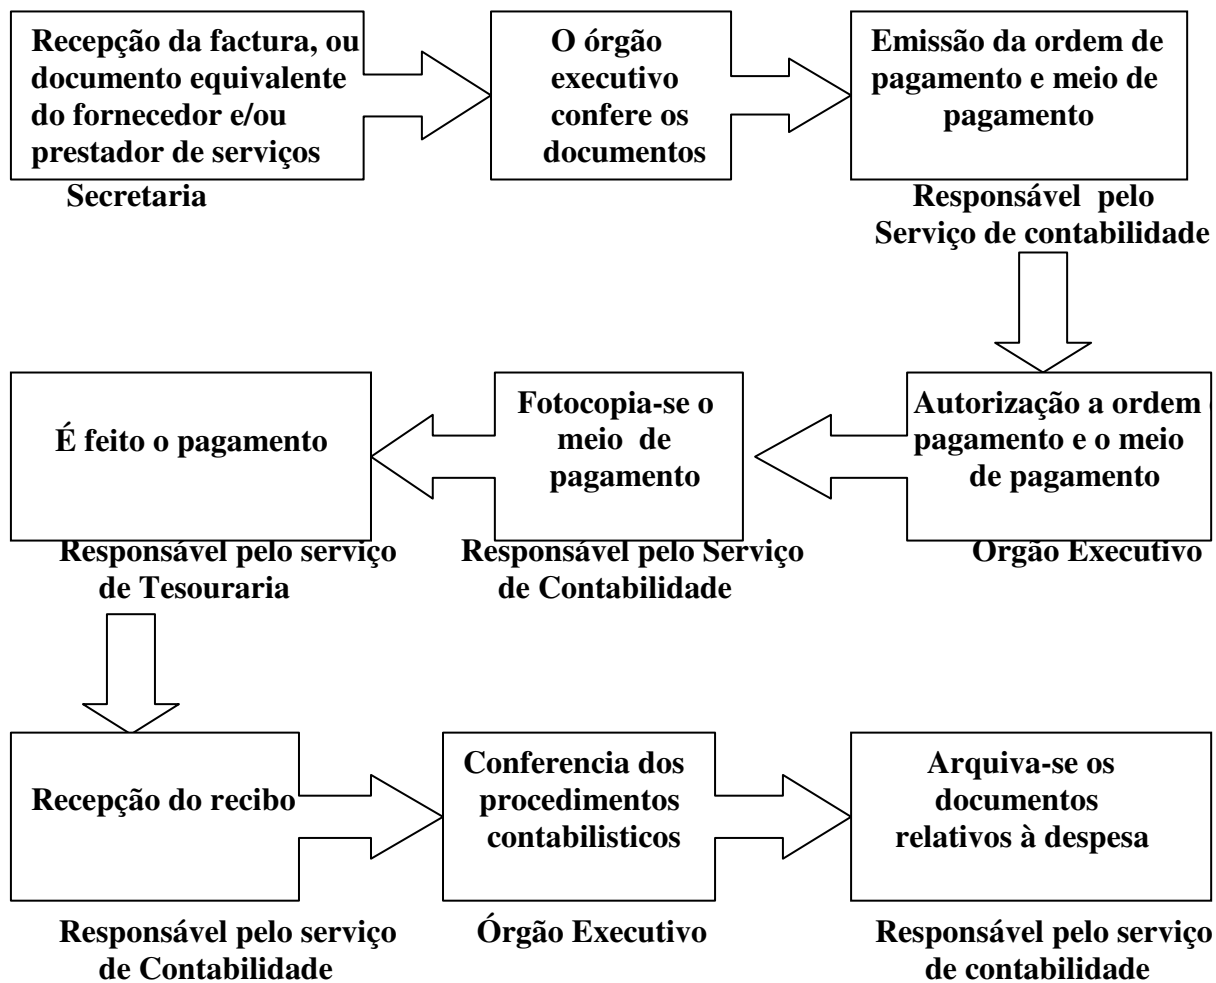 Recepção da factura, ou
documento equivalente
do fornecedor e/ou
prestador de serviços
Secretaria
O órgão
executivo
confere os
documentos
Emissão da ordem de
pagamento e meio de
pagamento
Responsável pelo
Serviço de contabilidade
Autorização a ordem
pagamento e o meio
de pagamento
Orgão Executivo
Fotocopia-se o
meio de
pagamento
Responsável pelo Serviço
de Contabilidade
É feito o pagamento
Responsável pelo serviço
de Tesouraria
Recepção do recibo
Responsável pelo serviço
de Contabilidade
Conferencia dos
procedimentos
contabilisticos
Órgão Executivo
Arquiva-se os
documentos
relativos à despesa
Responsável pelo serviço
de contabilidade